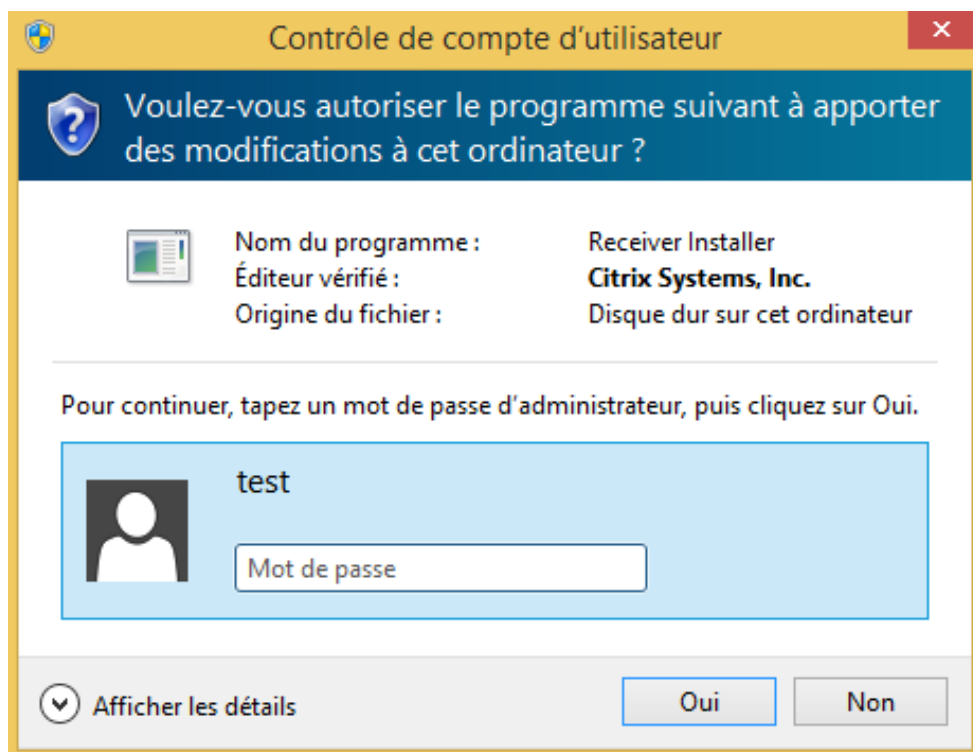 Contrôle de compte d’utilisateur
Voulez-vous autoriser le programme suivant à apporter
des modifications à cet ordinateur ?
Nom du programme : Receiver Installer
Éditeur vérifié : Citrix Systems, Inc.
Origine du fichier : Disque dur sur cet ordinateur
Pour continuer, tapez un mot de passe d’administrateur, puis cliquez sur Oui.
test
Mot de passe
Afficher les détails Oui Non